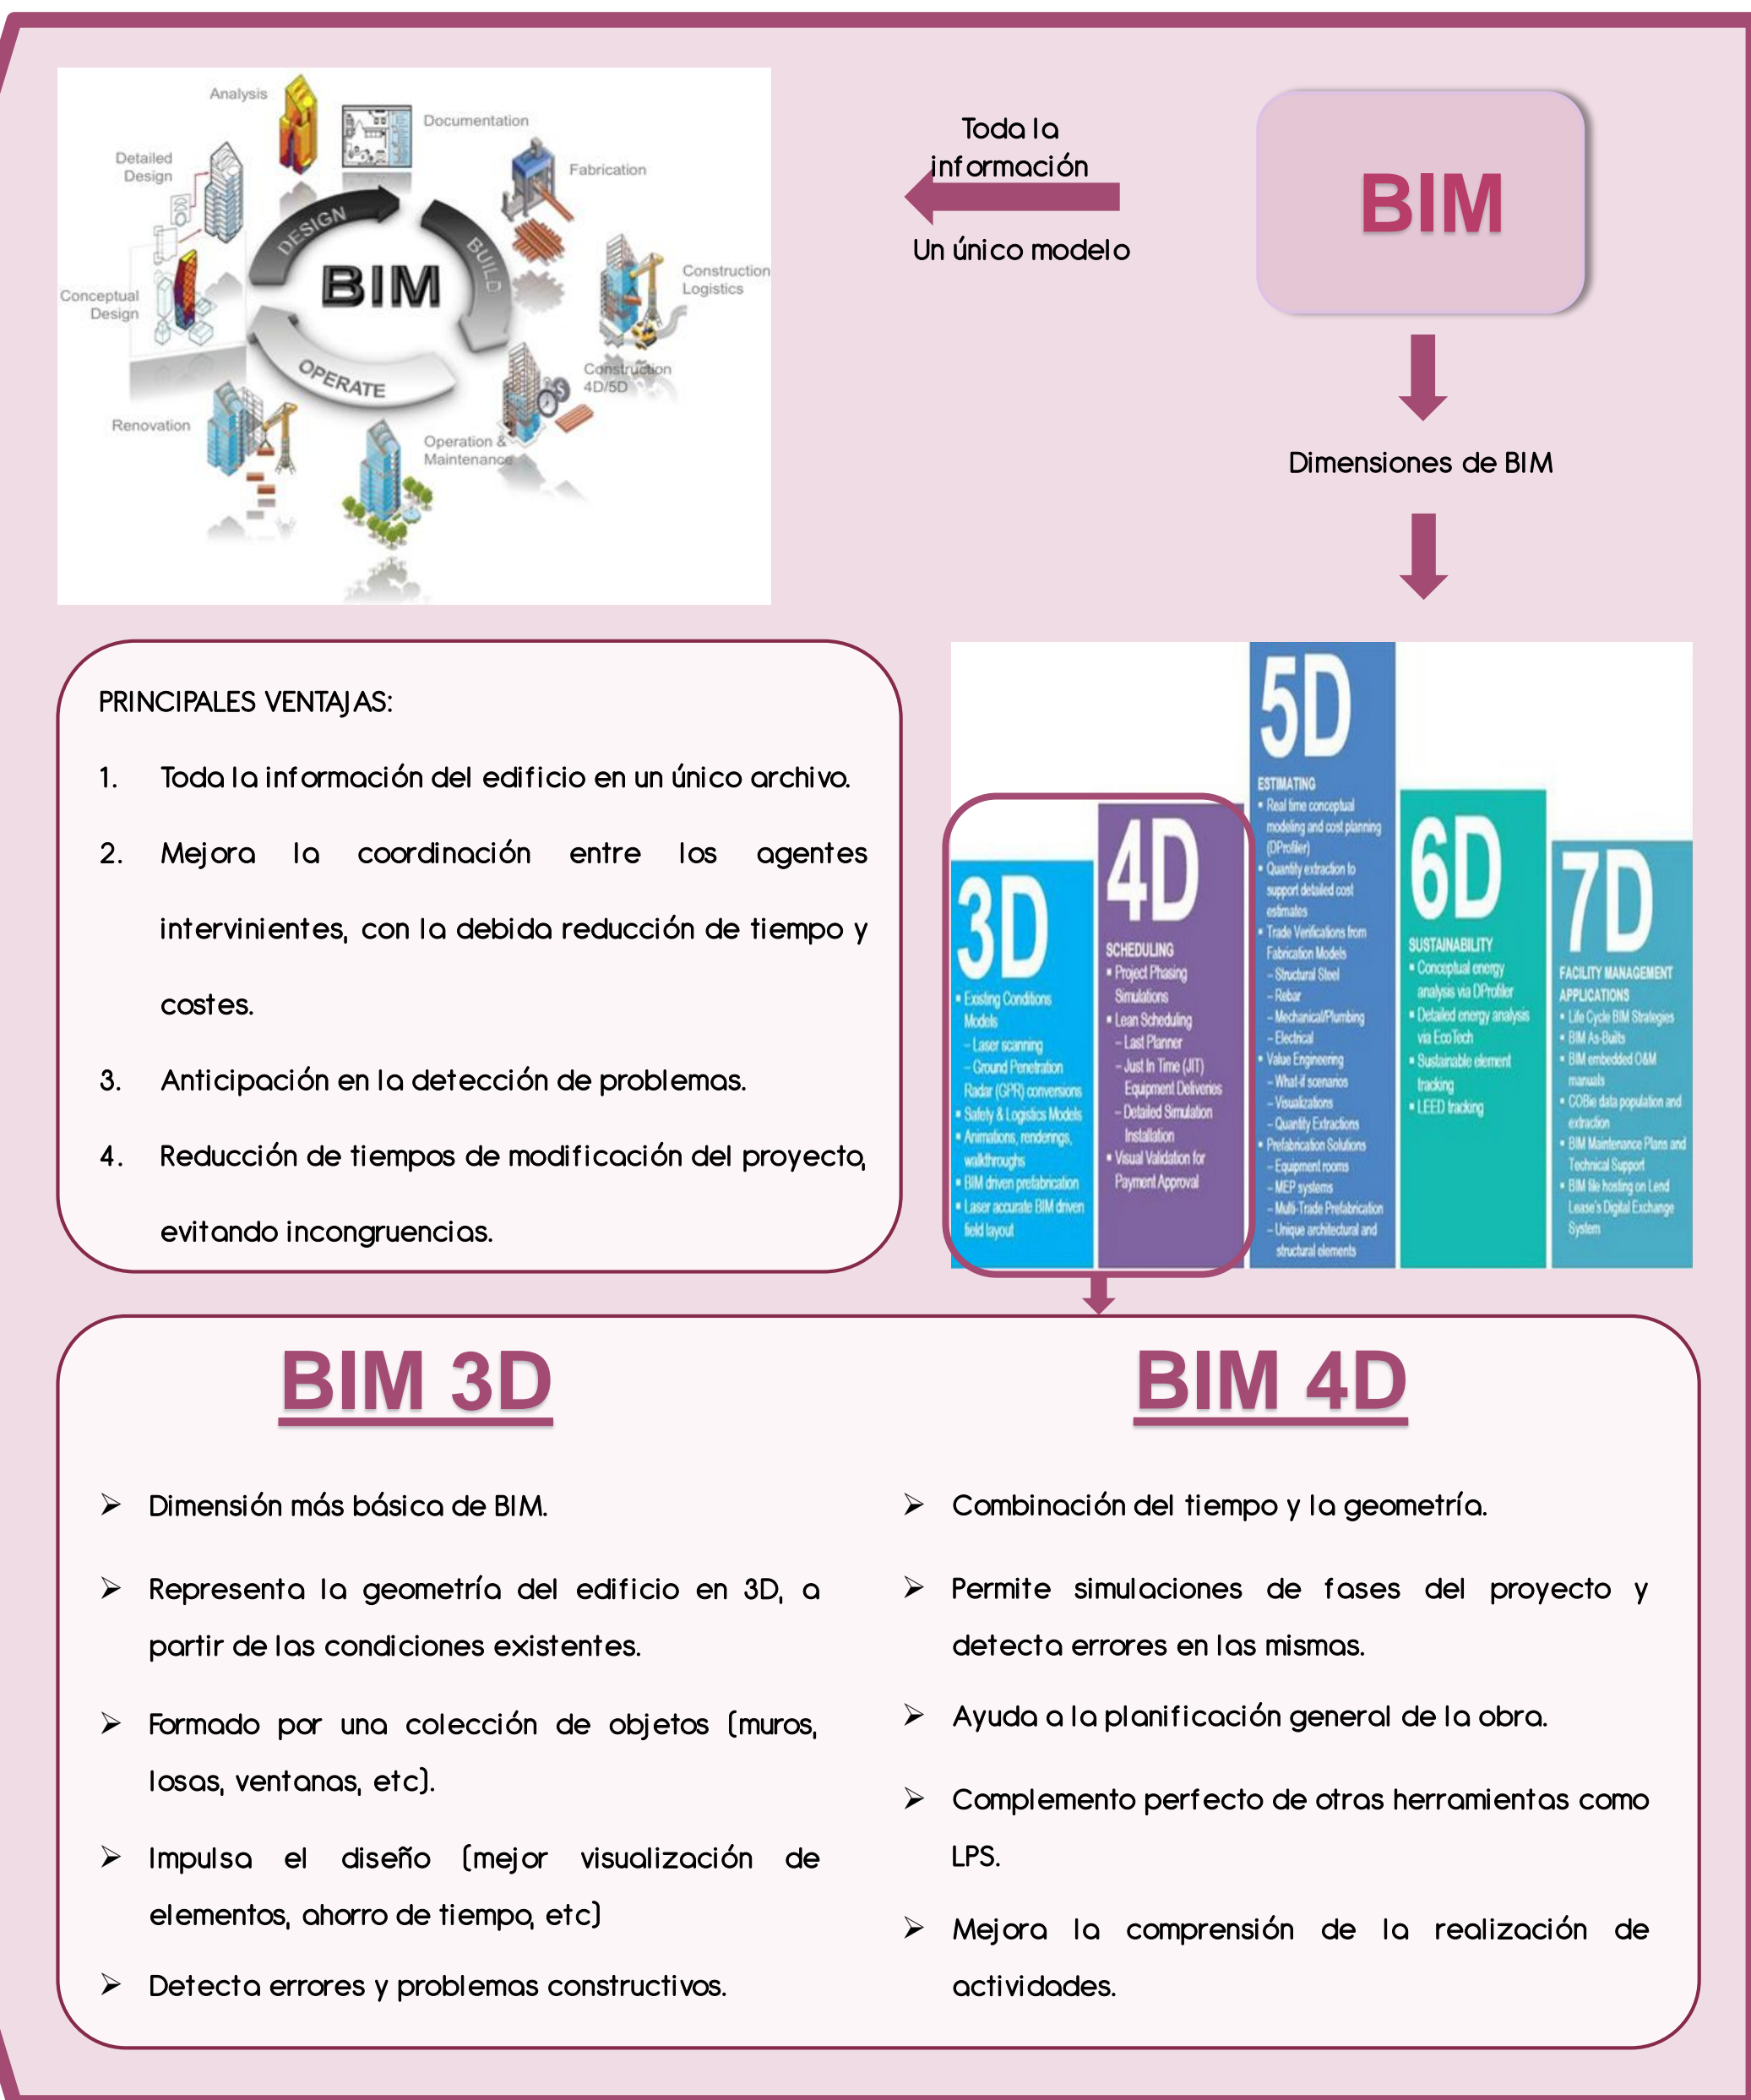 Analysis
Documentation
Detailed
Design
Fabrication
Conceptual
Design
Construction
Logistics
Construction
4D/5D
Renovation
Operation &
Maintenance
DESIGN
BUILD
OPERATE
BIM
Toda la
información
Un único modelo
BIM
Dimensiones de BIM
PRINCIPALES VENTAJAS:
1. Toda la información del edificio en un único archivo.
2. Mejora la coordinación entre los agentes
intervinientes, con la debida reducción de tiempo y
costes.
3. Anticipación en la detección de problemas.
4. Reducción de tiempos de modificación del proyecto,
evitando incongruencias.
3D
▪ Existing Conditions
Models
– Laser scanning
– Ground Penetration
Radar (GPR) conversions
▪ Safety & Logistics Models
▪ Animations, renderings,
walkthroughs
▪ BIM driven prefabrication
▪ Laser accurate BIM driven
field layout
4D
SCHEDULING
▪ Project Phasing
Simulations
▪ Lean Scheduling
– Last Planner
– Just In Time (JIT)
Equipment Deliveries
– Detailed Simulation
Installation
▪ Visual Validation for
Payment Approval
5D
ESTIMATING
▪ Real time conceptual
modeling and cost planning
(DProfiler)
▪ Quantify extraction to
support detailed cost
estimates
▪ Trade Verifications from
Fabrication Models
– Structural Steel
– Rebar
– Mechanical/Plumbing
– Electrical
▪ Value Engineering
– What-if scenarios
– Visualizations
– Quantity Extractions
▪ Prefabrication Solutions
– Equipment rooms
– MEP systems
– Multi-Trade Prefabrication
– Unique architectural and
structural elements
6D
SUSTAINABILITY
▪ Conceptual energy
analysis via DProfiler
▪ Detailed energy analysis
via EcoTech
▪ Sustainable element
tracking
▪ LEED tracking
7D
FACILITY MANAGEMENT
APPLICATIONS
▪ Life Cycle BIM Strategies
▪ BIM As-Builts
▪ BIM embedded O&M
manuals
▪ COBie data population and
extraction
▪ BIM Maintenance Plans and
Technical Support
▪ BIM file hosting on Lend
Lease's Digital Exchange
System
BIM 3D
➢ Dimensión más básica de BIM.
➢ Representa la geometría del edificio en 3D, a
partir de las condiciones existentes.
➢ Formado por una colección de objetos (muros,
losas, ventanas, etc).
➢ Impulsa el diseño (mejor visualización de
elementos, ahorro de tiempo, etc)
➢ Detecta errores y problemas constructivos.
BIM 4D
➢ Combinación del tiempo y la geometría.
➢ Permite simulaciones de fases del proyecto y
detecta errores en las mismas.
➢ Ayuda a la planificación general de la obra.
➢ Complemento perfecto de otras herramientas como
LPS.
➢ Mejora la comprensión de la realización de
actividades.